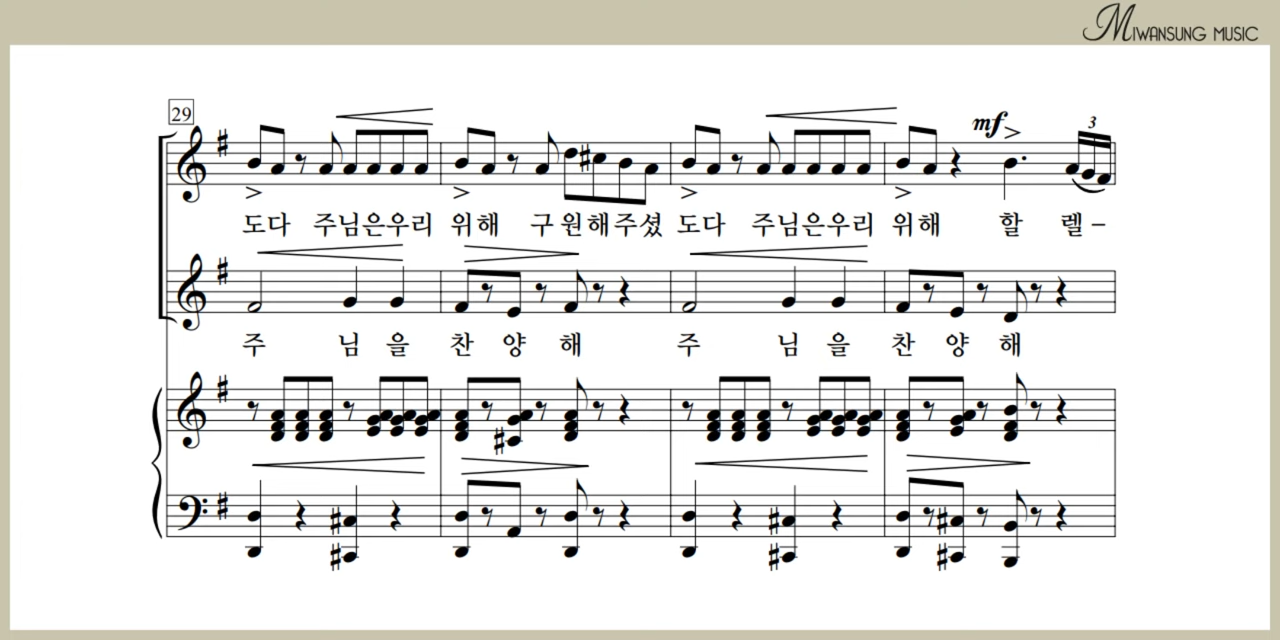 MIWANSUNG MUSIC
29
mf
3
도다 주님은우리 위해 구원해주셨 도다 주님은우리 위해 할 렐 –
주 님 을 찬 양 해 주 님 을 찬 양 해